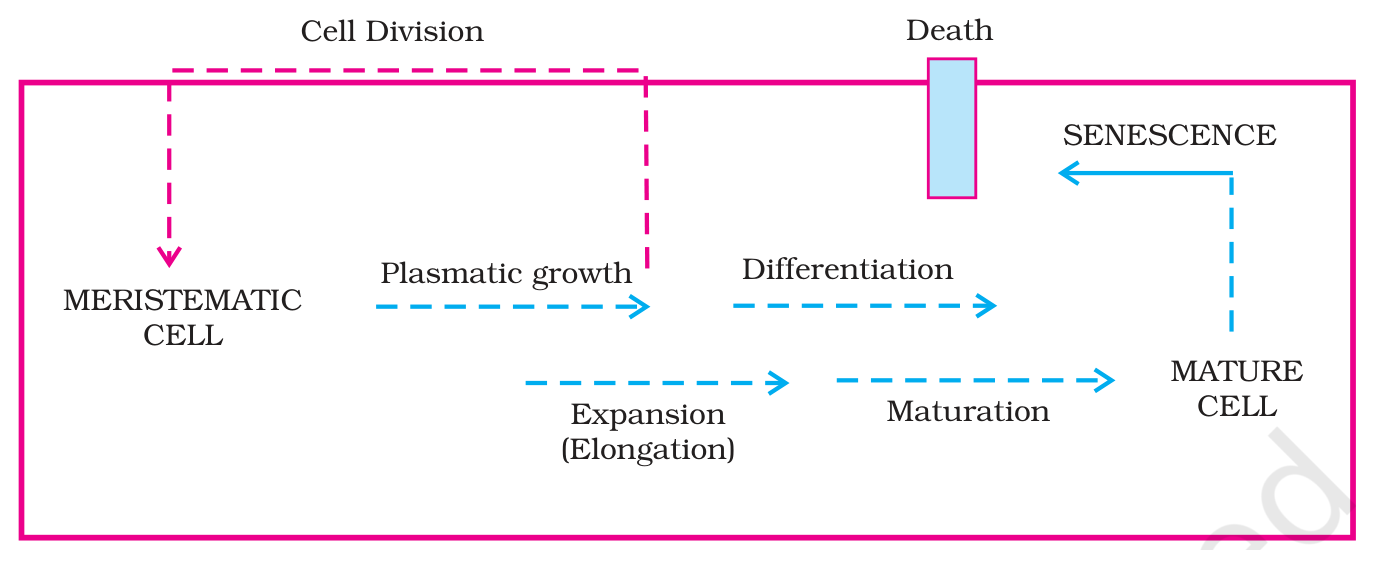 Cell Division
Death
SENESCENCE
Plasmatic growth
Differentiation
MERISTEMATIC
CELL
MATURE
CELL
Expansion
(Elongation)
Maturation